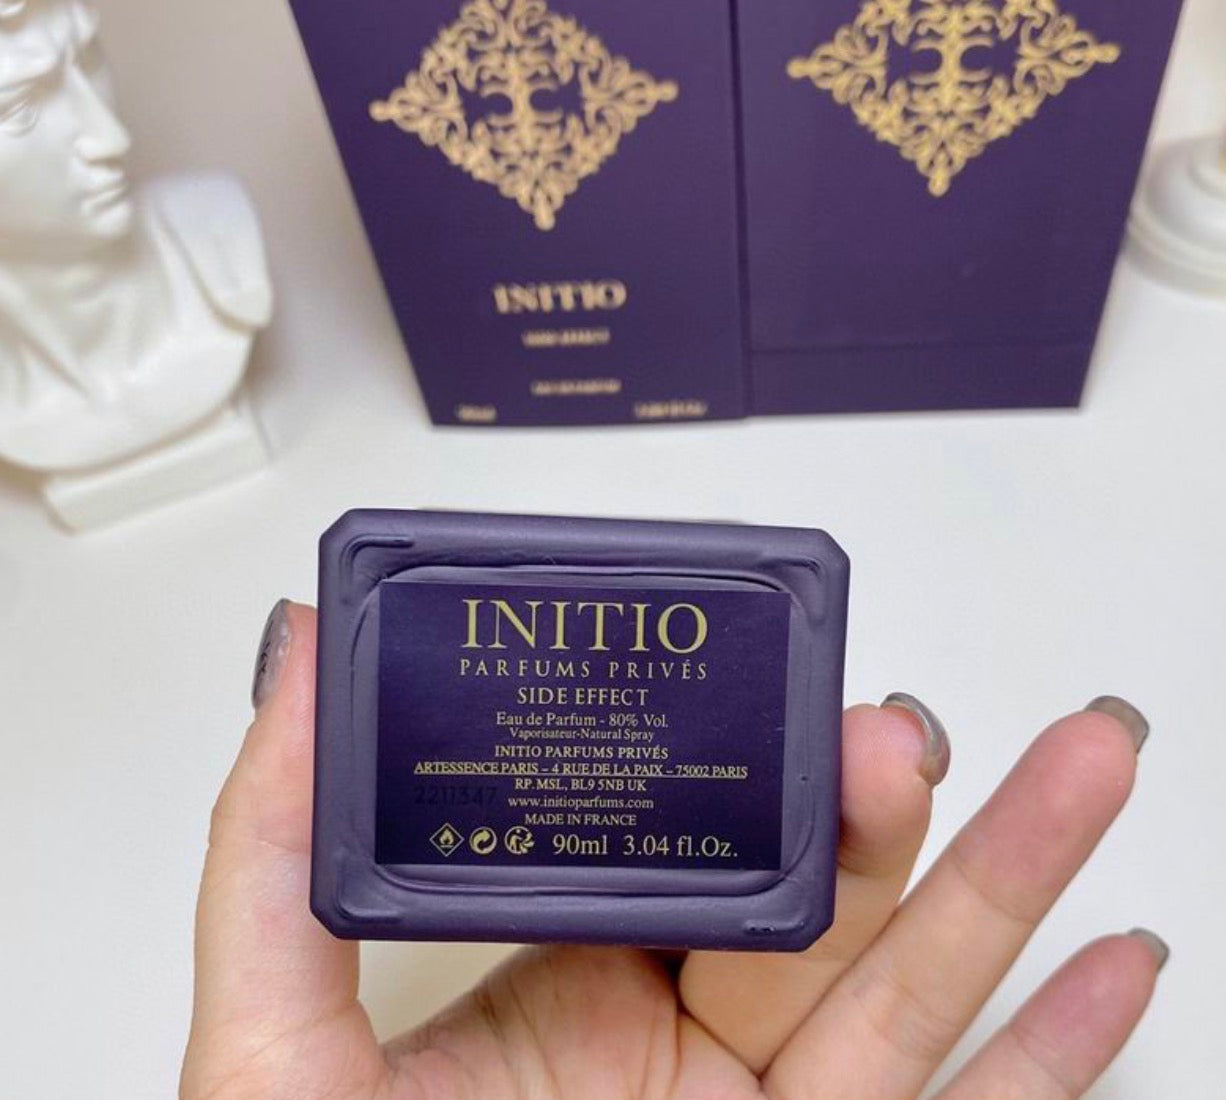 INITIO
INITIO
PARFUMS PRIVÉS
SIDE EFFECT
Eau de Parfum - 80% Vol.
Vaporisateur-Natural Spray
INITIO PARFUMS PRIVÉS
ARTESSENCE PARIS – 4 RUE DE LA PAIX – 75002 PARIS
RP. MSL, BL9 5NB UK
2211347
www.initioparfums.com
MADE IN FRANCE
90ml 3.04 fl.Oz.